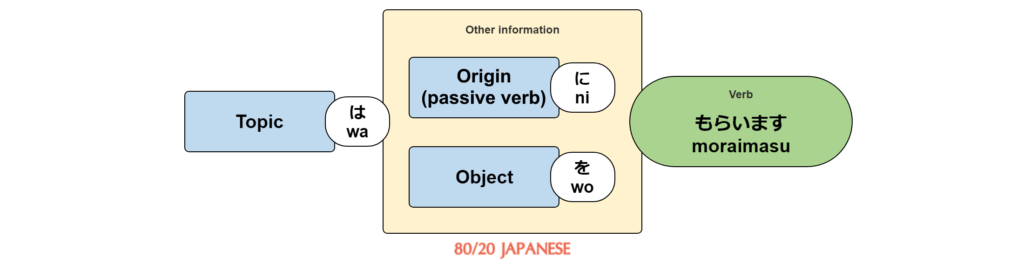 Other information
Topic
は
wa
Origin
(passive verb)
に
ni
Object
を
wo
Verb
もらいます
moraimasu
80/20 JAPANESE